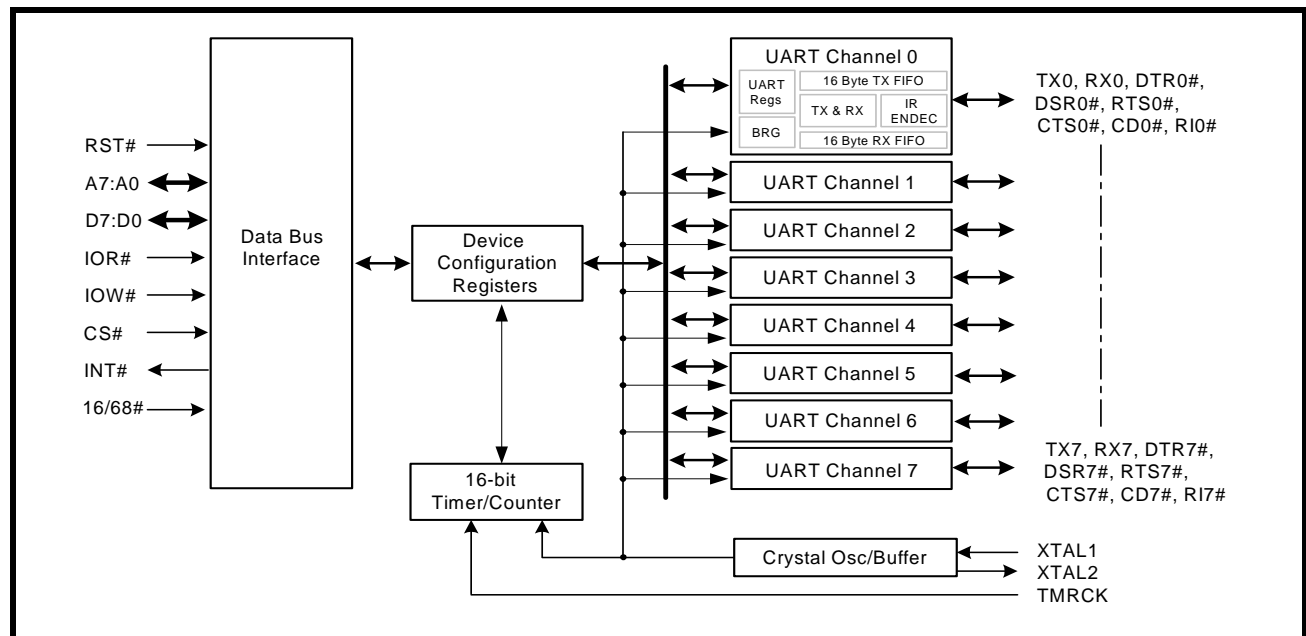 RST#
A7:A0
D7:D0
IOR#
IOW#
CS#
INT#
16/68#
Data Bus
Interface
Device
Configuration
Registers
16-bit
Timer/Counter
UART Channel 0
UART
Regs
BRG
16 Byte TX FIFO
TX & RX
IR
ENDEC
16 Byte RX FIFO
UART Channel 1
UART Channel 2
UART Channel 3
UART Channel 4
UART Channel 5
UART Channel 6
UART Channel 7
Crystal Osc/Buffer
TX0, RX0, DTR0#,
DSR0#, RTS0#,
CTS0#, CD0#, RI0#
TX7, RX7, DTR7#,
DSR7#, RTS7#,
CTS7#, CD7#, RI7#
XTAL1
XTAL2
TMRCK